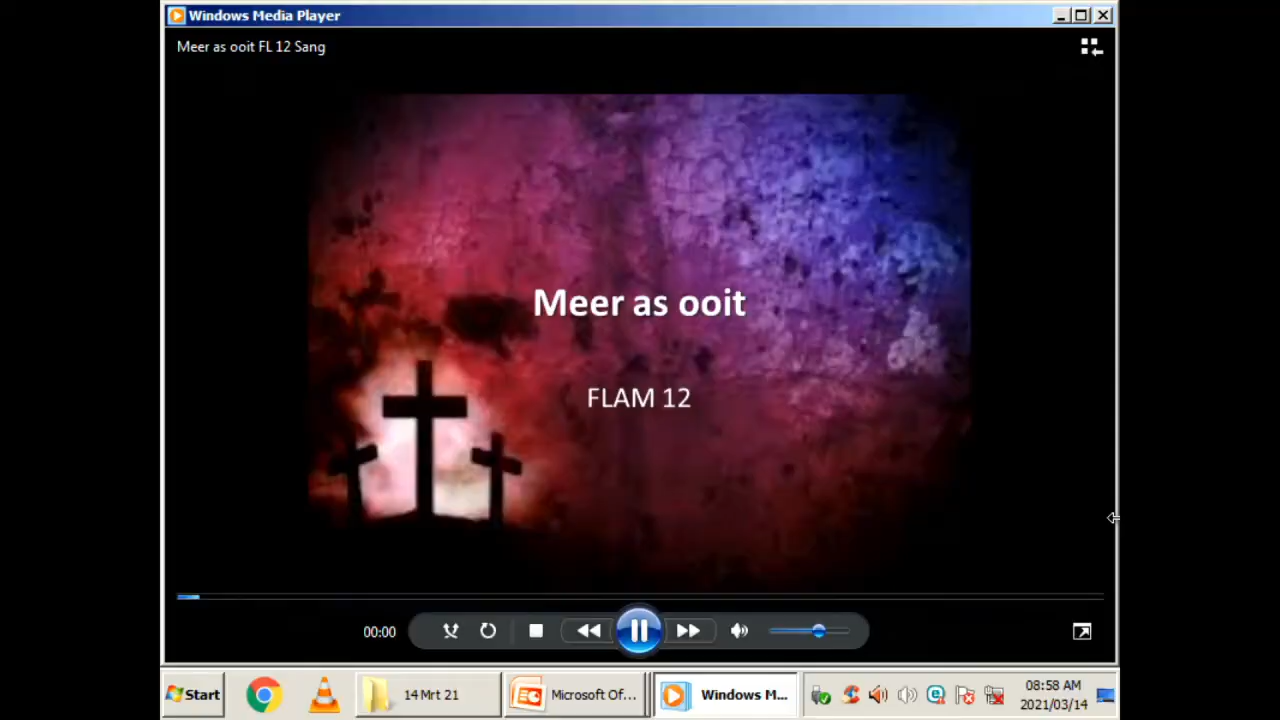 Windows Media Player
Meer as ooit FL 12 Sang
Meer as ooit
FLAM 12
00:00
Start
14 Mrt 21
Microsoft Of...
Windows M...
08:58 AM
2021/03/14